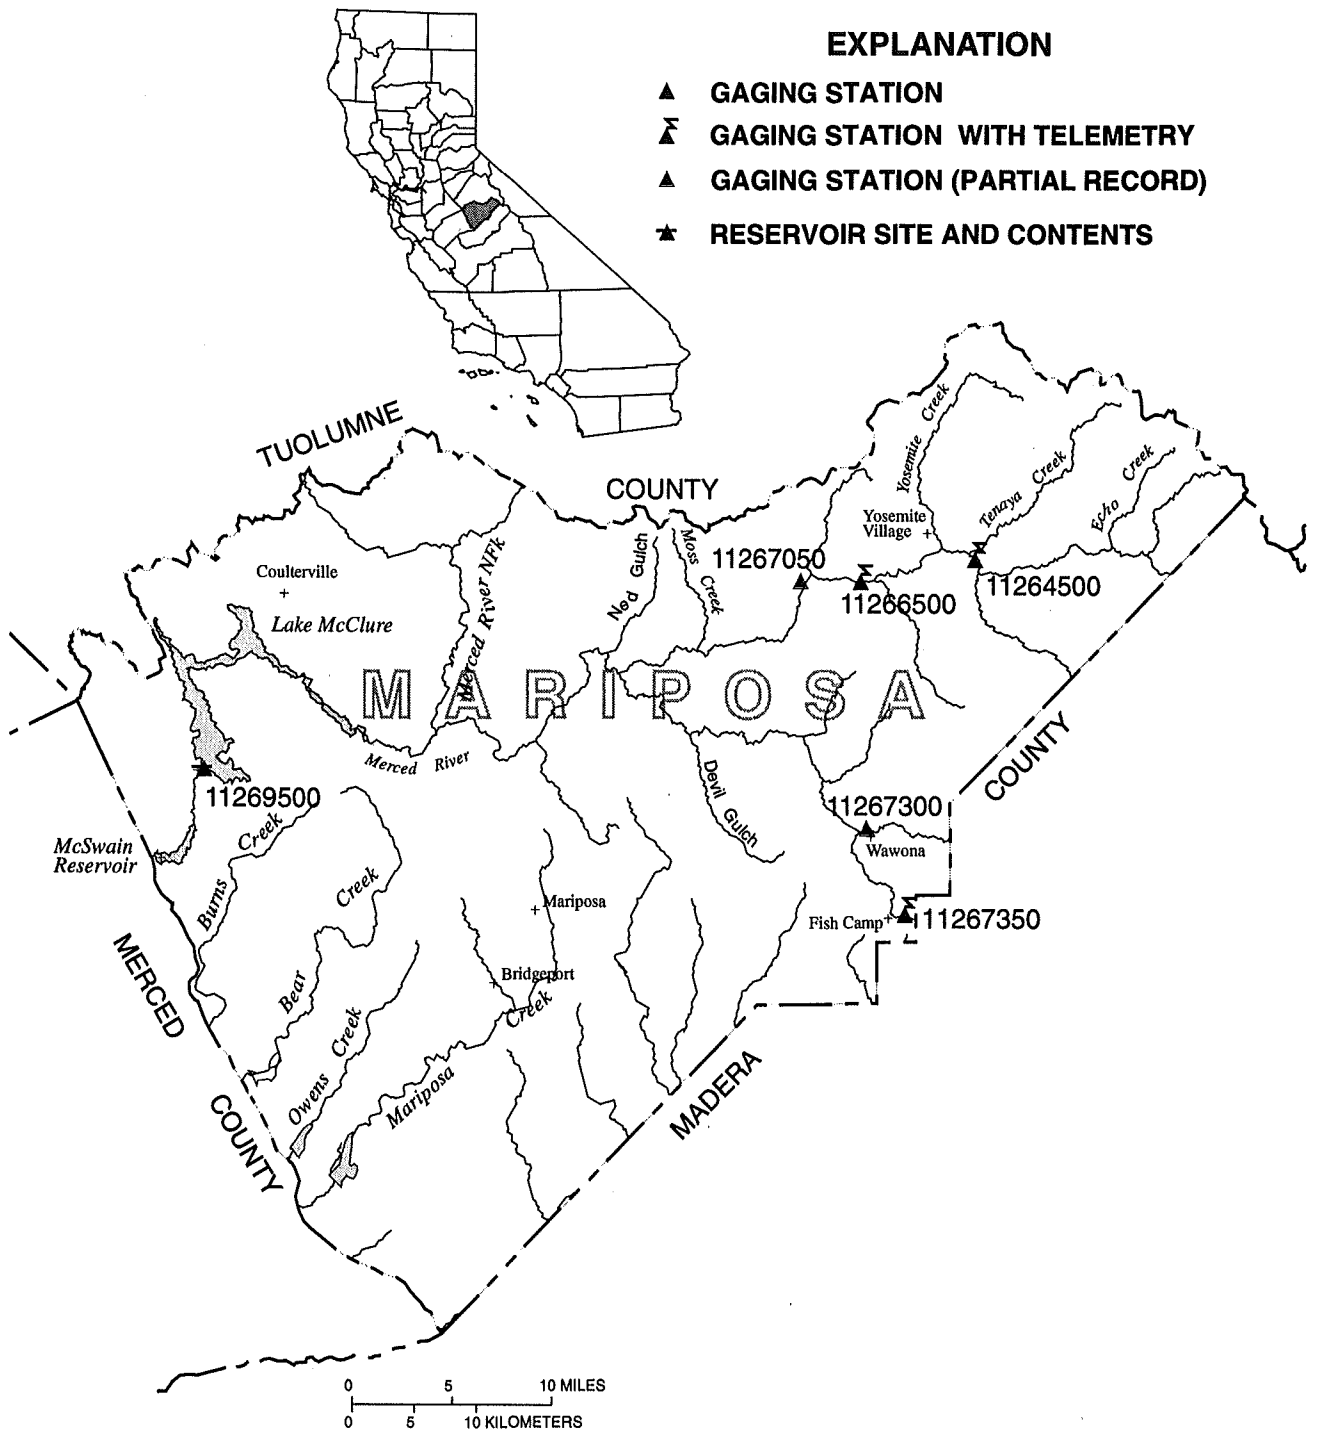 EXPLANATION
GAGING STATION
GAGING STATION WITH TELEMETRY
GAGING STATION (PARTIAL RECORD)
RESERVOIR SITE AND CONTENTS
TUOLUMNE
COUNTY
Yosemite Creek
Tenaya Creek
Echo Creek
Yosemite
Village
11267050
11266500
11264500
Ned Gulch
Moss Creek
Merced River NFk
Coulterville
Lake McClure
MARIPOSA
Merced River
COUNTY
Devil Gulch
11269500
11267300
Wawona
McSwain
Reservoir
Burns Creek
Bear Creek
Mariposa
Fish Camp
11267350
Bridgeport
Owens Creek
Mariposa Creek
MERCED
COUNTY
MADERA
0 5 10 MILES
0 5 10 KILOMETERS